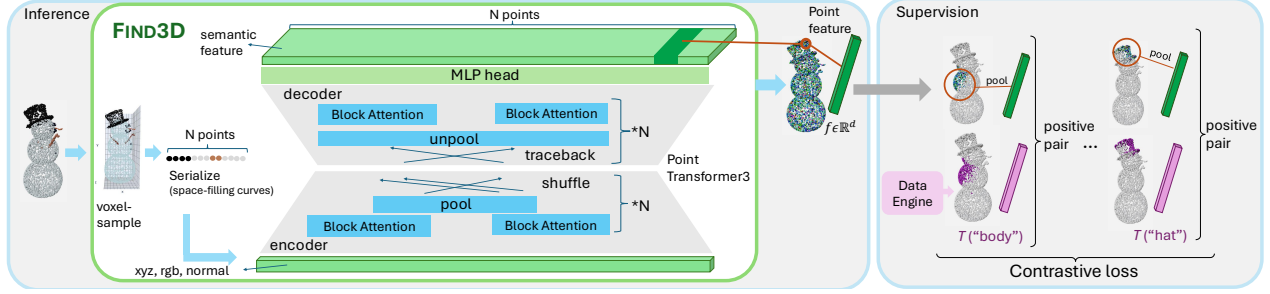 Inference
FIND3D
N points
semantic
feature
MLP head
decoder
Block Attention
Block Attention
unpool
*N
traceback
Point
Transformer3
shuffle
pool
*N
Block Attention
Block Attention
encoder
xyz, rgb, normal
voxel-
sample
N points
Serialize
(space-filling curves)
Point
feature
f ϵ ℝᵈ
Supervision
pool
positive
pair
Data
Engine
T ("body")
...
pool
positive
pair
T ("hat")
Contrastive loss